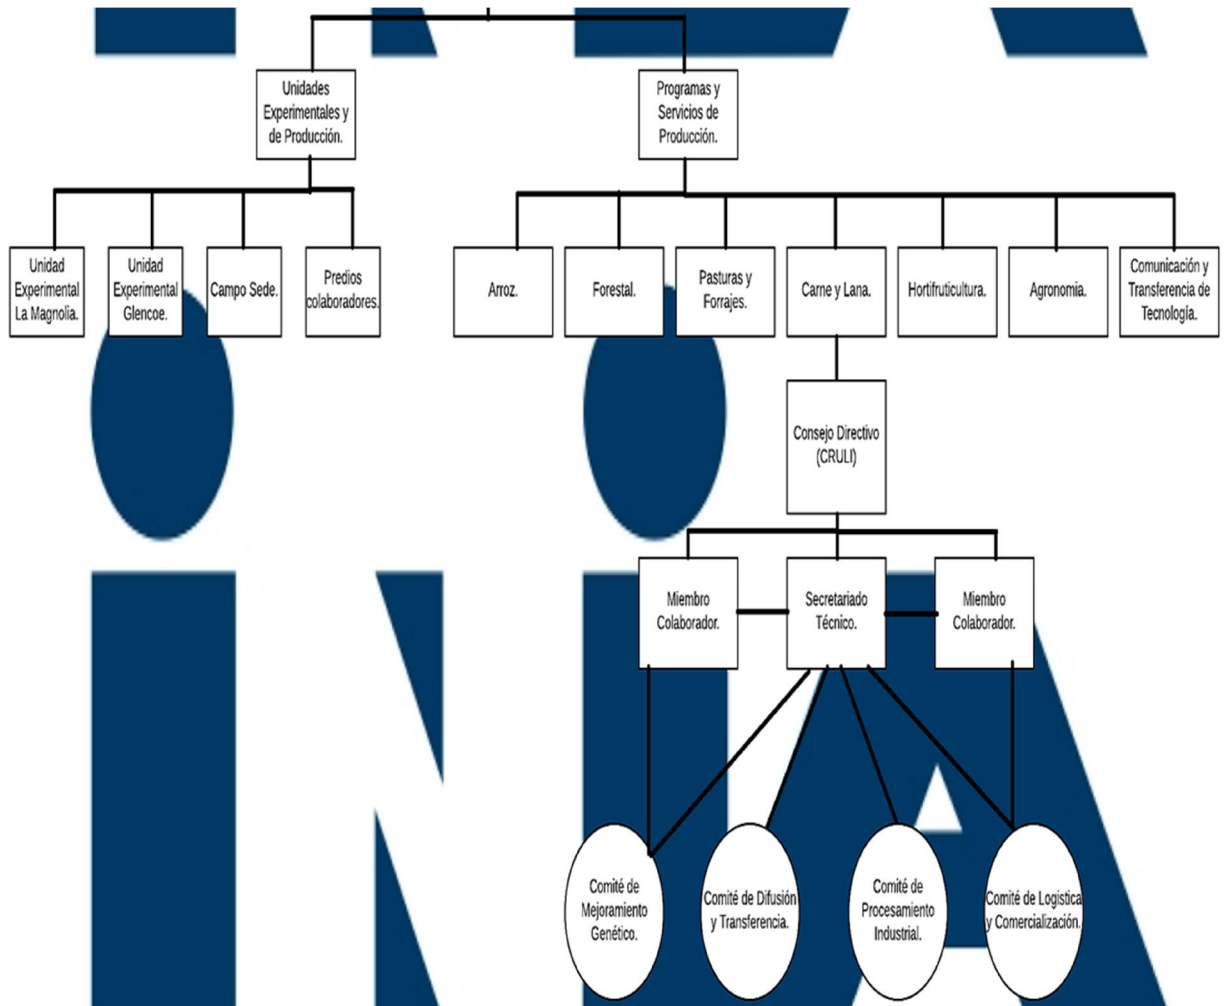 Unidades
Experimentales y
de Producción.
Programas y
Servicios de
Producción.
Unidad
Experimental
La Magnolia.
Unidad
Experimental
Glencoe.
Campo Sede.
Predios
colaboradores.
Arroz.
Forestal.
Pasturas y
Forrajes.
Carne y Lana.
Hortifruticultura.
Agronomia.
Comunicación y
Transferencia de
Tecnología.
Consejo Directivo
(CRULI)
Miembro
Colaborador.
Secretariado
Técnico.
Miembro
Colaborador.
Comité de
Mejoramiento
Genético.
Comité de Difusión
y Transferencia.
Comité de
Procesamiento
Industrial.
Comité de Logistica
y Comercialización.